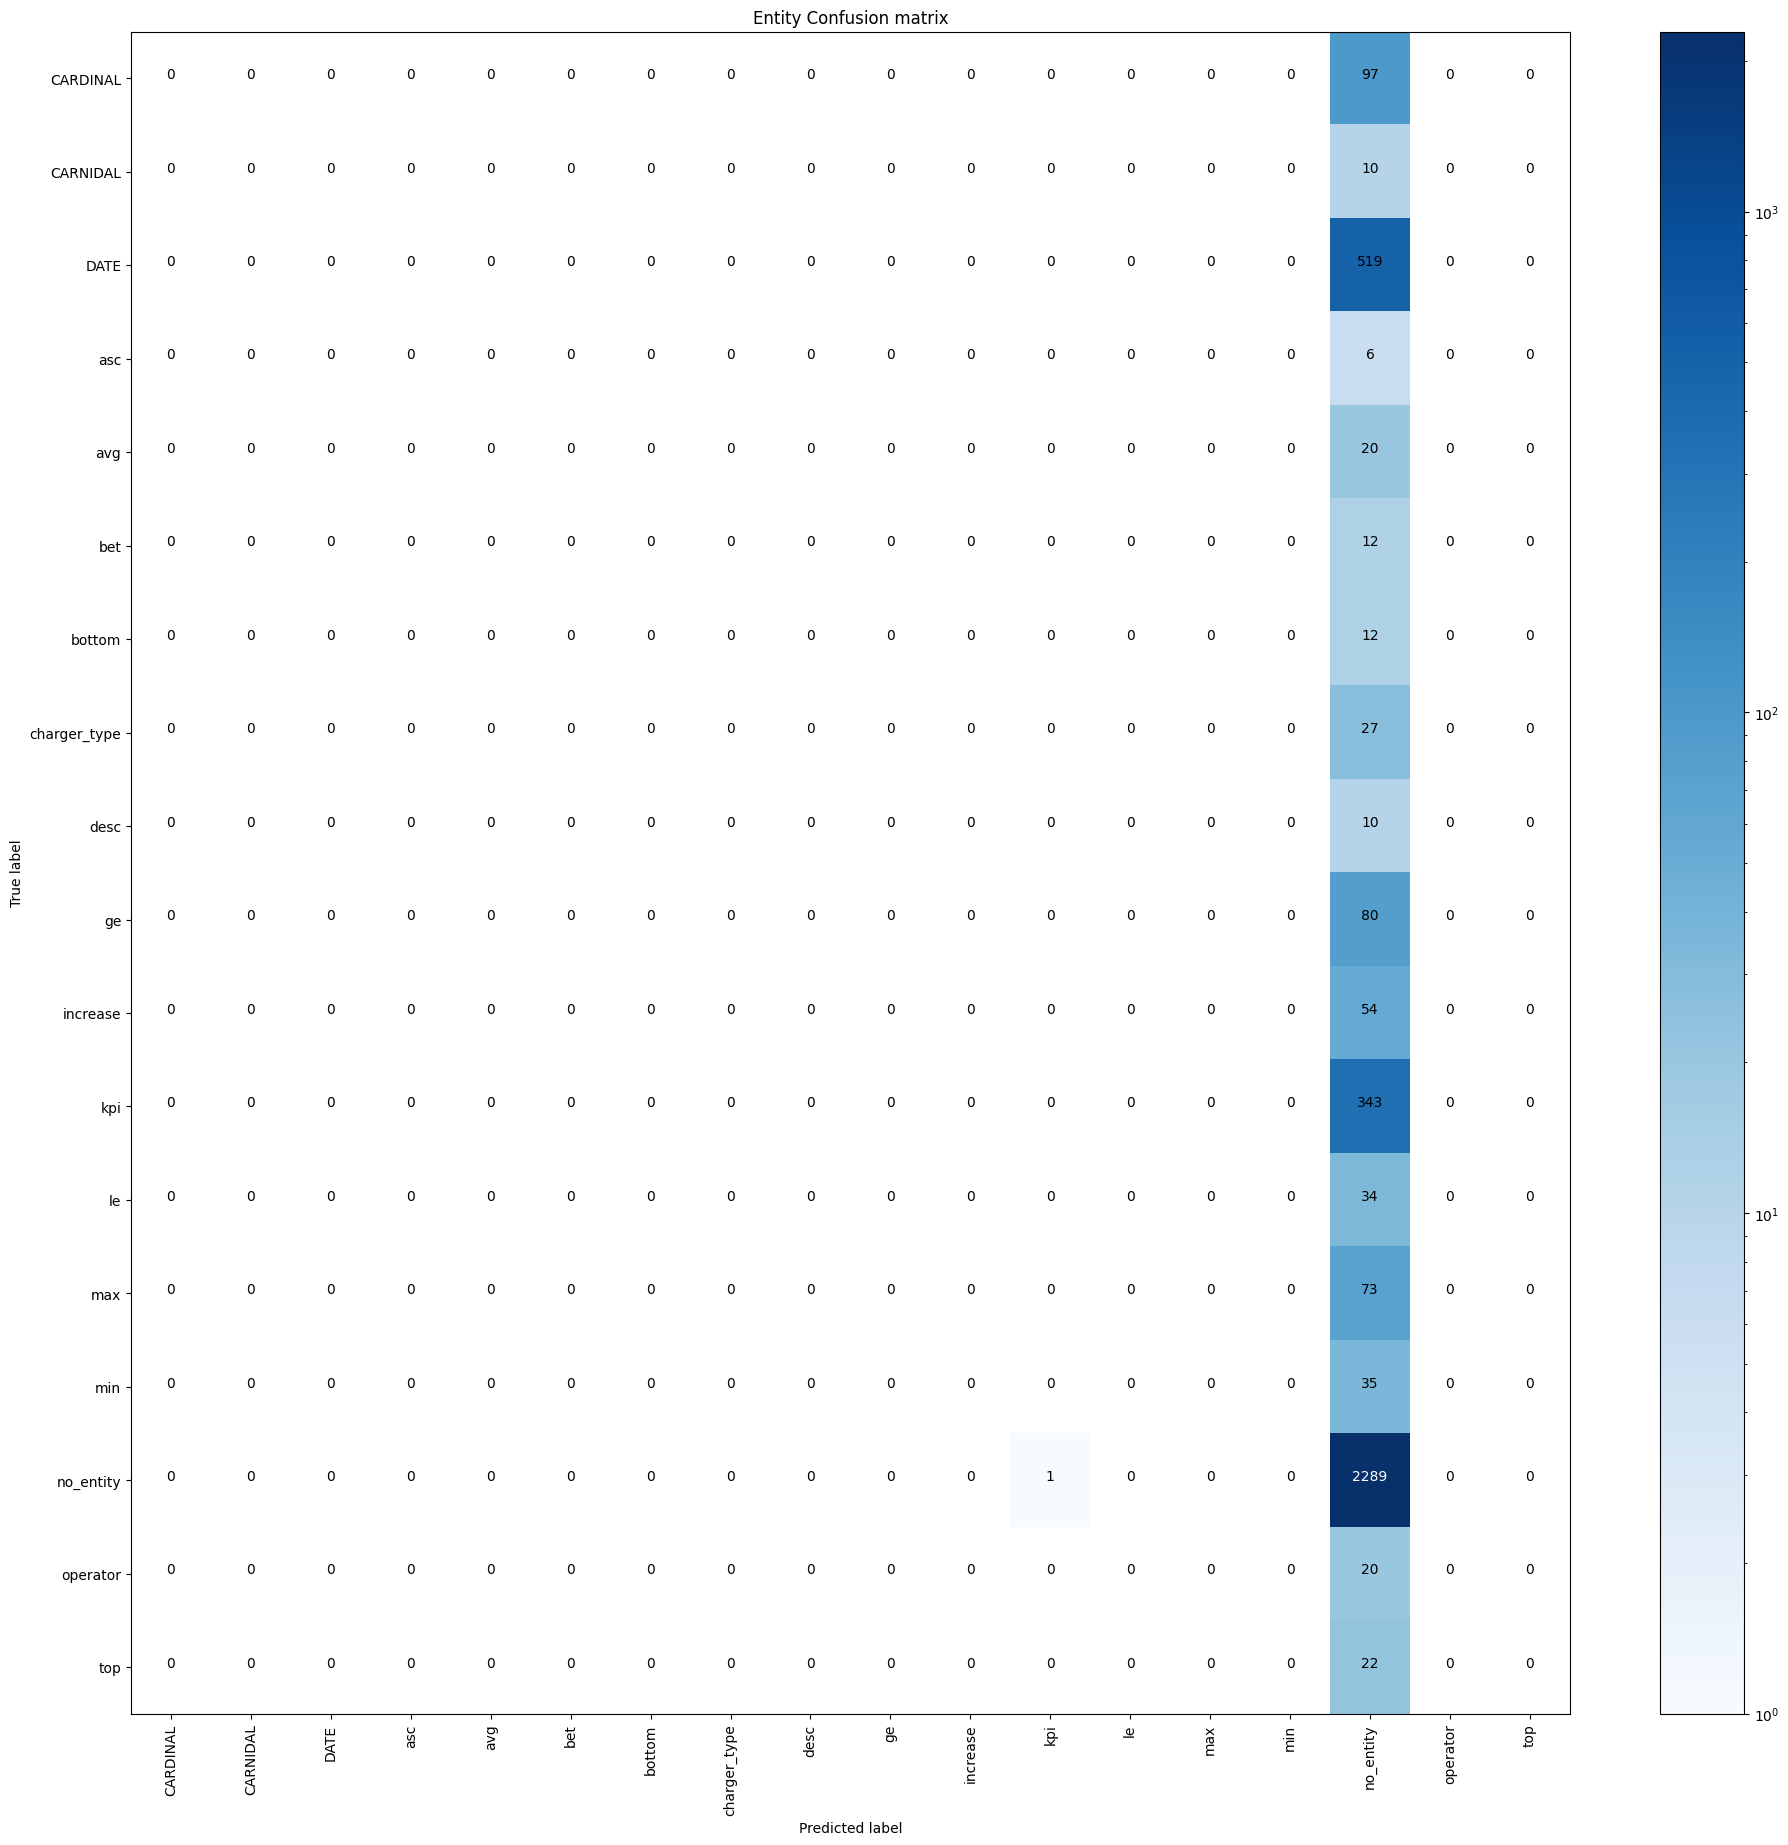 Entity Confusion matrix
CARDINAL 0 0 0 0 0 0 0 0 0 0 0 0 0 0 0 97 0 0
CARNIDAL 0 0 0 0 0 0 0 0 0 0 0 0 0 0 0 10 0 0
DATE 0 0 0 0 0 0 0 0 0 0 0 0 0 0 0 519 0 0
asc 0 0 0 0 0 0 0 0 0 0 0 0 0 0 0 6 0 0
avg 0 0 0 0 0 0 0 0 0 0 0 0 0 0 0 20 0 0
bet 0 0 0 0 0 0 0 0 0 0 0 0 0 0 0 12 0 0
bottom 0 0 0 0 0 0 0 0 0 0 0 0 0 0 0 12 0 0
charger_type 0 0 0 0 0 0 0 0 0 0 0 0 0 0 0 27 0 0
desc 0 0 0 0 0 0 0 0 0 0 0 0 0 0 0 10 0 0
ge 0 0 0 0 0 0 0 0 0 0 0 0 0 0 0 80 0 0
increase 0 0 0 0 0 0 0 0 0 0 0 0 0 0 0 54 0 0
kpi 0 0 0 0 0 0 0 0 0 0 0 0 0 0 0 343 0 0
le 0 0 0 0 0 0 0 0 0 0 0 0 0 0 0 34 0 0
max 0 0 0 0 0 0 0 0 0 0 0 0 0 0 0 73 0 0
min 0 0 0 0 0 0 0 0 0 0 0 0 0 0 0 35 0 0
no_entity 0 0 0 0 0 0 0 0 0 0 0 1 0 0 0 2289 0 0
operator 0 0 0 0 0 0 0 0 0 0 0 0 0 0 0 20 0 0
top 0 0 0 0 0 0 0 0 0 0 0 0 0 0 0 22 0 0
True label
CARDINAL CARNIDAL DATE asc avg bet bottom charger_type desc ge increase kpi le max min no_entity operator top
Predicted label
10³
10²
10¹
10⁰